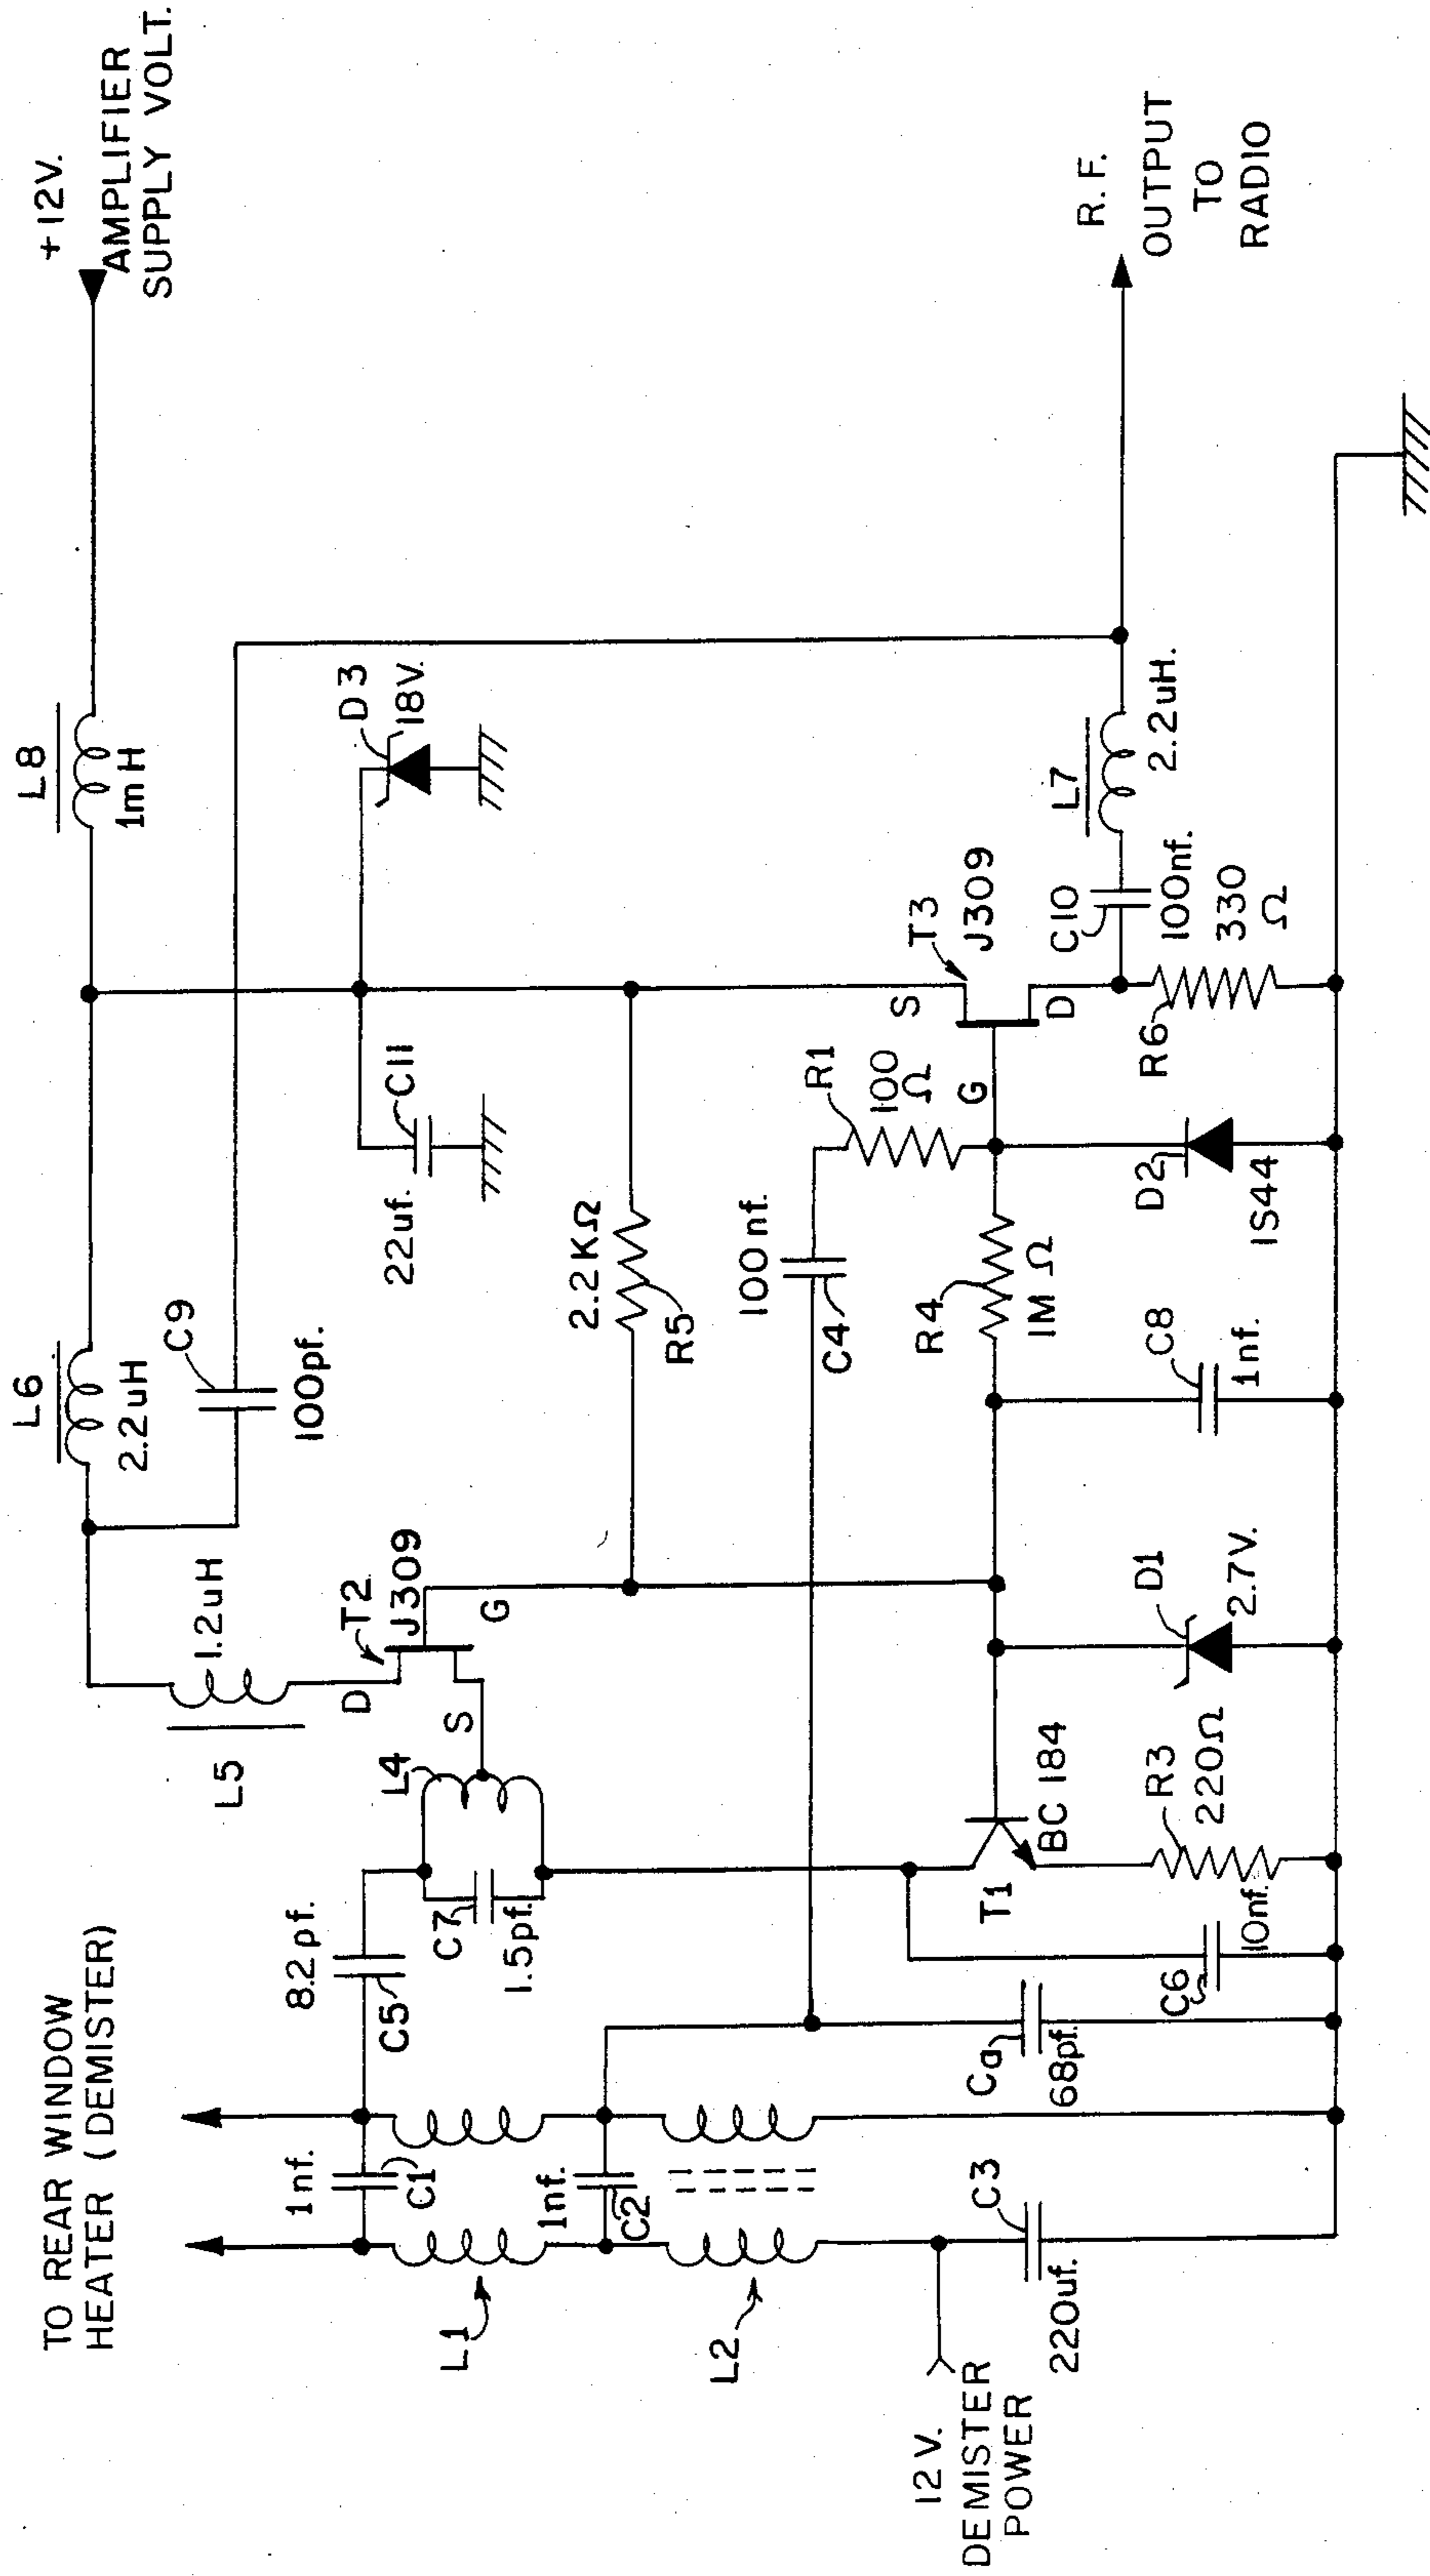 TO REAR WINDOW
HEATER (DEMISTER)
L1
L2
1nf.
C1
1nf.
C2
12V.
DEMISTER
POWER
C3
220uf.
8.2pf.
C5
C7
1.5pf.
L4
Ca
68pf.
C6
10nf.
T1
BC 184
R3
220Ω
D1
2.7V.
L5
1.2uH
D
T2
J309
S
G
L6
2.2uH
C9
100pf.
2.2KΩ
R5
100nf.
C4
R4
1MΩ
C8
1nf.
22uf.
C11
R1
100
Ω
G
D2
1S44
S
D
T3
J309
R6
330
Ω
C10
100nf.
L7
2.2uH.
D3
18V.
L8
1mH
+12V.
AMPLIFIER
SUPPLY VOLT.
R.F.
OUTPUT
TO
RADIO